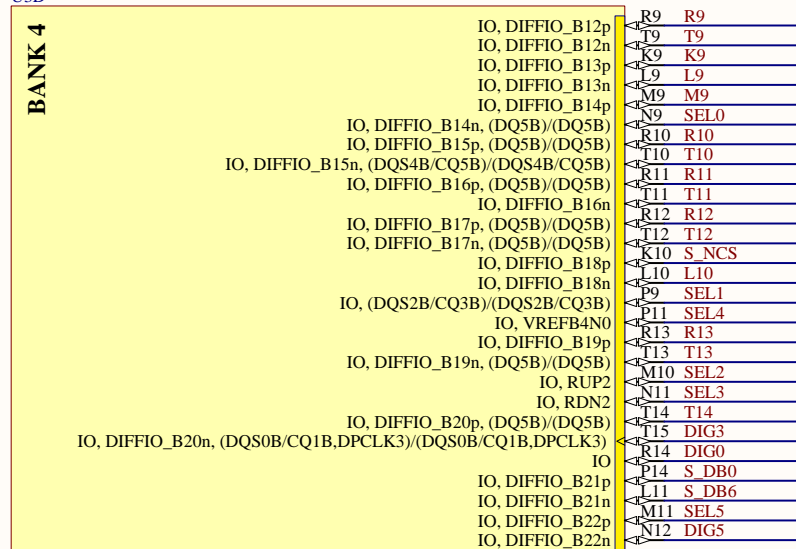 BANK 4
IO, DIFFIO_B12p R9 R9
IO, DIFFIO_B12n T9 T9
IO, DIFFIO_B13p K9 K9
IO, DIFFIO_B13n L9 L9
IO, DIFFIO_B14p M9 M9
IO, DIFFIO_B14n, (DQ5B)/(DQ5B) N9 SEL0
IO, DIFFIO_B15p, (DQ5B)/(DQ5B) R10 R10
IO, DIFFIO_B15n, (DQS4B/CQ5B)/(DQS4B/CQ5B) T10 T10
IO, DIFFIO_B16p, (DQ5B)/(DQ5B) R11 R11
IO, DIFFIO_B16n T11 T11
IO, DIFFIO_B17p, (DQ5B)/(DQ5B) R12 R12
IO, DIFFIO_B17n, (DQ5B)/(DQ5B) T12 T12
IO, DIFFIO_B18p K10 S_NCS
IO, DIFFIO_B18n L10 L10
IO, (DQS2B/CQ3B)/(DQS2B/CQ3B) P9 SEL1
IO, VREFB4N0 P11 SEL4
IO, DIFFIO_B19p R13 R13
IO, DIFFIO_B19n, (DQ5B)/(DQ5B) T13 T13
IO, RUP2 M10 SEL2
IO, RDN2 N11 SEL3
IO, DIFFIO_B20p, (DQ5B)/(DQ5B) T14 T14
IO, DIFFIO_B20n, (DQS0B/CQ1B,DPCLK3)/(DQS0B/CQ1B,DPCLK3) T15 DIG3
IO R14 DIG0
IO, DIFFIO_B21p P14 S_DB0
IO, DIFFIO_B21n L11 S_DB6
IO, DIFFIO_B22p M11 SEL5
IO, DIFFIO_B22n N12 DIG5